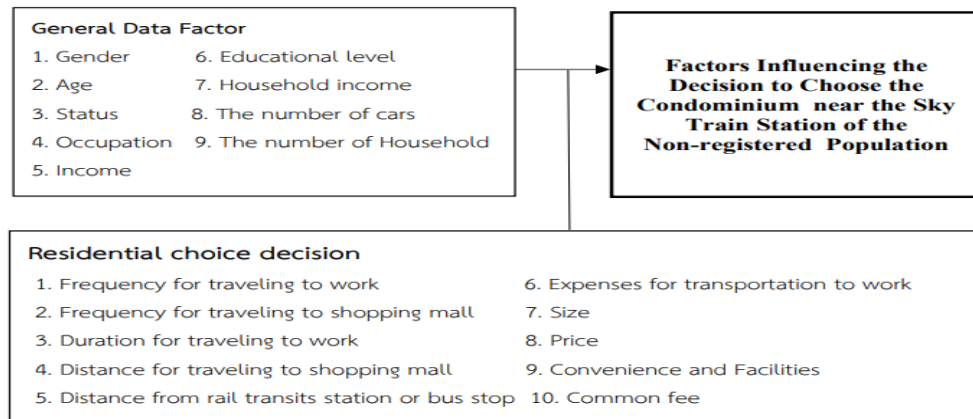 General Data Factor
1. Gender
2. Age
3. Status
4. Occupation
5. Income
6. Educational level
7. Household income
8. The number of cars
9. The number of Household
Factors Influencing the
Decision to Choose the
Condominium near the Sky
Train Station of the
Non-registered Population
Residential choice decision
1. Frequency for traveling to work
2. Frequency for traveling to shopping mall
3. Duration for traveling to work
4. Distance for traveling to shopping mall
5. Distance from rail transits station or bus stop
6. Expenses for transportation to work
7. Size
8. Price
9. Convenience and Facilities
10. Common fee